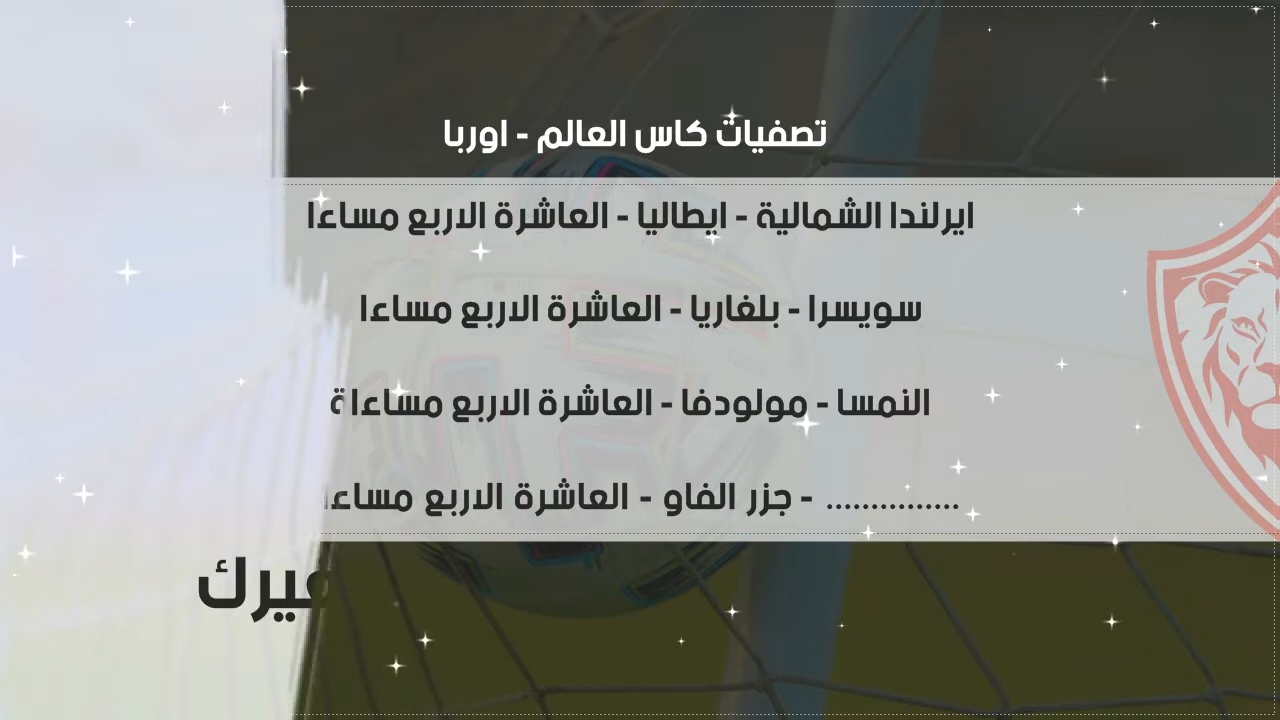 تصفيات كاس العالم - اوربا
ايرلندا الشمالية - ايطاليا - العاشرة الاربع مساءا
سويسرا - بلغاريا - العاشرة الاربع مساءا
النمسا - مولودفا - العاشرة الاربع مساءاة
............... - جزر الفاو - العاشرة الاربع مساءا